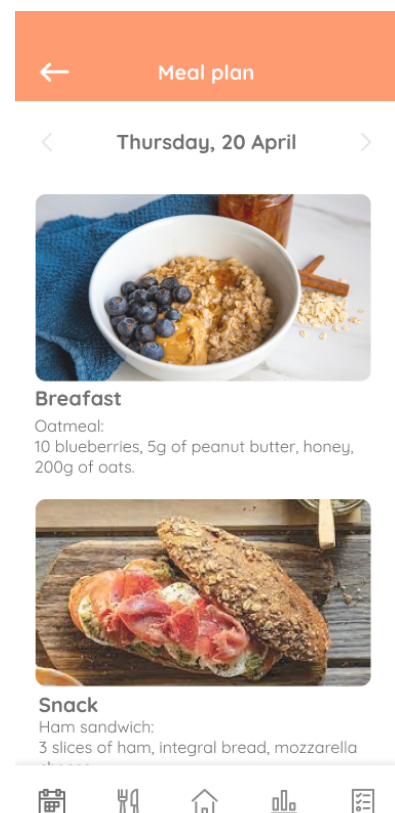 Meal plan
Thursday, 20 April
Breafast
Oatmeal:
10 blueberries, 5g of peanut butter, honey,
200g of oats.
Snack
Ham sandwich:
3 slices of ham, integral bread, mozzarella